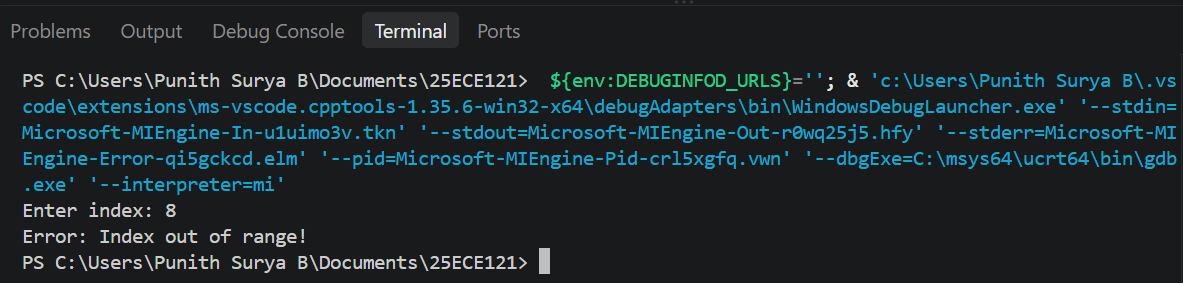 Problems Output Debug Console Terminal Ports
PS C:\Users\Punith Surya B\Documents\25ECE121>  ${env:DEBUGINFOD_URLS}=''; & 'c:\Users\Punith Surya B\.vs
code\extensions\ms-vscode.cpptools-1.35.6-win32-x64\debugAdapters\bin\WindowsDebugLauncher.exe' '--stdin=
Microsoft-MIEngine-In-u1uimo3v.tkn' '--stdout=Microsoft-MIEngine-Out-r0wq25j5.hfy' '--stderr=Microsoft-MI
Engine-Error-qi5gckcd.elm' '--pid=Microsoft-MIEngine-Pid-crl5xgfq.vwn' '--dbgExe=C:\msys64\ucrt64\bin\gdb
.exe' '--interpreter=mi'
Enter index: 8
Error: Index out of range!
PS C:\Users\Punith Surya B\Documents\25ECE121>